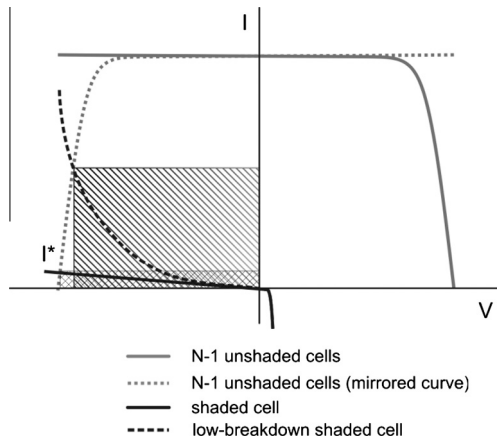 I
I*
V
N-1 unshaded cells
N-1 unshaded cells (mirrored curve)
shaded cell
low-breakdown shaded cell